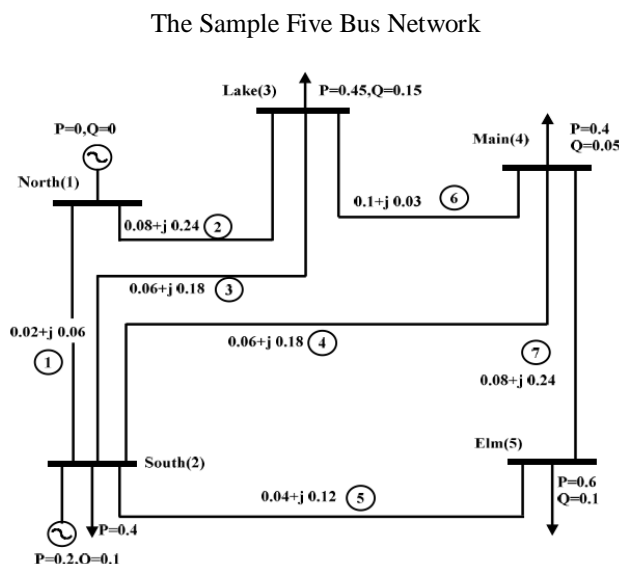 The Sample Five Bus Network
Lake(3)
P=0.45,Q=0.15
P=0,Q=0
P=0.4
Q=0.05
Main(4)
North(1)
0.1+j 0.03
6
0.08+j 0.24
2
0.06+j 0.18
3
0.02+j 0.06
1
0.06+j 0.18
4
7
0.08+j 0.24
South(2)
Elm(5)
0.04+j 0.12
5
P=0.6
Q=0.1
P=0.4
P=0.2,Q=0.1